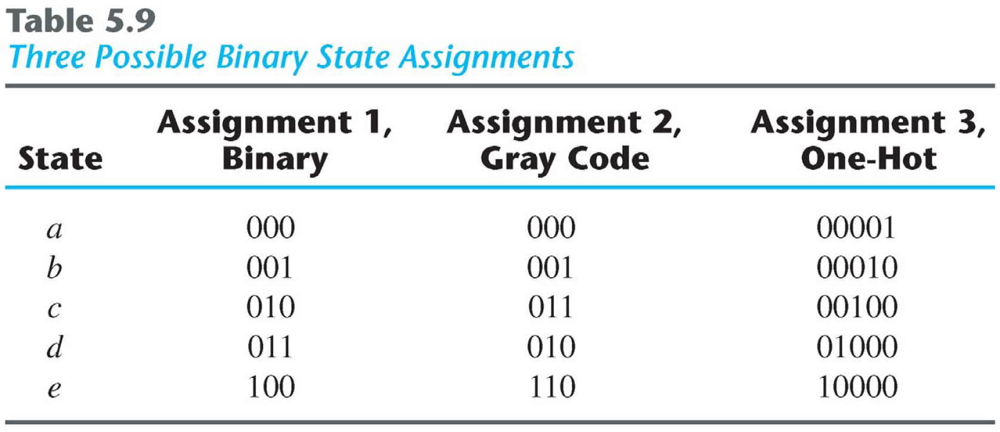 Table 5.9
Three Possible Binary State Assignments
State Assignment 1, Binary Assignment 2, Gray Code Assignment 3, One-Hot
a 000 000 00001
b 001 001 00010
c 010 011 00100
d 011 010 01000
e 100 110 10000